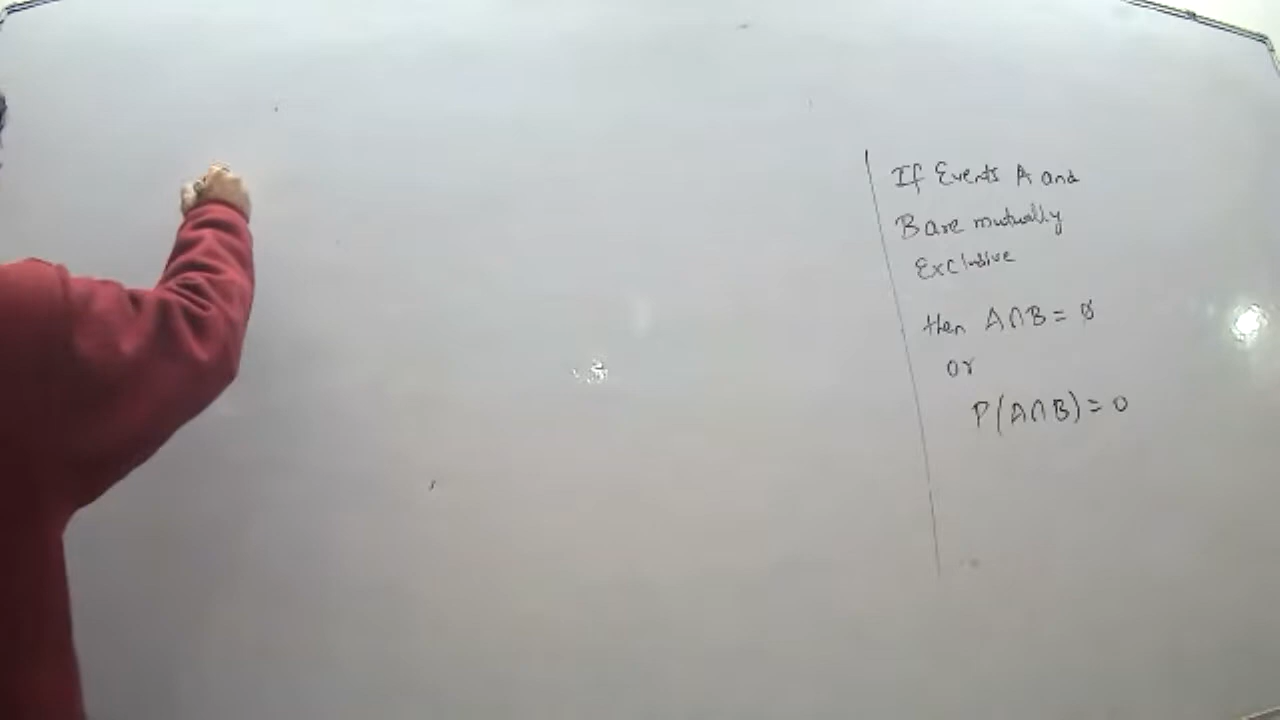 If Events A and
B are mutually
Exclusive
then A∩B = ø
or
P(A∩B) = 0